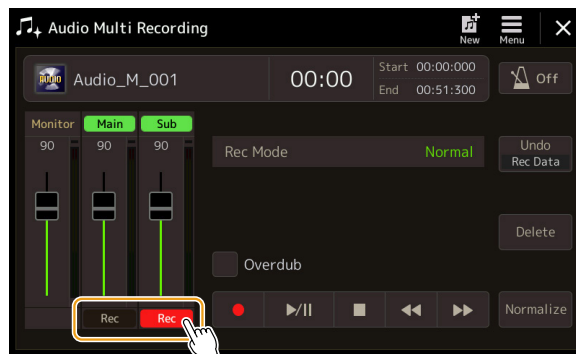 Audio Multi Recording
New
Menu
AUDIO
Audio_M_001
00:00
Start 00:00:000
End 00:51:300
Off
Monitor Main Sub
90 90 90
Rec Mode Normal
Undo
Rec Data
Delete
Overdub
Rec Rec
Normalize